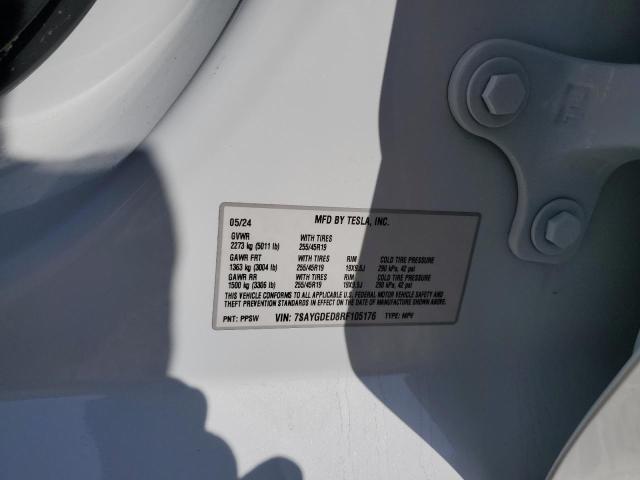 05/24 MFD BY TESLA, INC.
GVWR WITH TIRES
2273 kg (5011 lb) 255/45R19
GAWR FRT WITH TIRES RIM COLD TIRE PRESSURE
1363 kg (3004 lb) 255/45R19 19X9.5J 290 kPa, 42 psi
GAWR RR WITH TIRES RIM COLD TIRE PRESSURE
1500 kg (3306 lb) 255/45R19 19X9.5J 290 kPa, 42 psi
THIS VEHICLE CONFORMS TO ALL APPLICABLE FEDERAL MOTOR VEHICLE SAFETY AND THEFT
PREVENTION STANDARDS IN EFFECT ON THE DATE OF MANUFACTURE SHOWN ABOVE.
PNT: PPSW VIN: 7SAYGDED8RF105176 TYPE: MPV